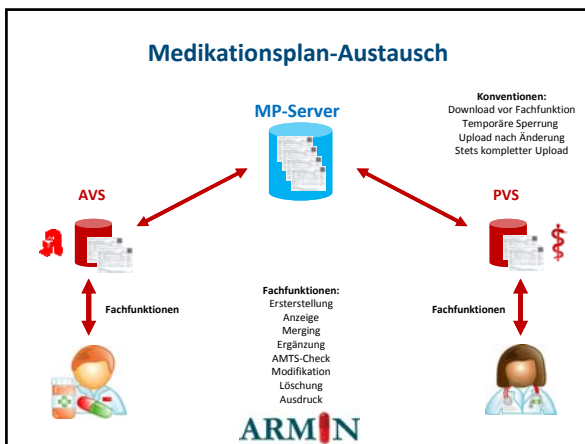 Medikationsplan-Austausch
MP-Server
Konventionen:
Download vor Fachfunktion
Temporäre Sperrung
Upload nach Änderung
Stets kompletter Upload
AVS
PVS
Fachfunktionen
Fachfunktionen:
Ersterstellung
Anzeige
Merging
Ergänzung
AMTS-Check
Modifikation
Löschung
Ausdruck
Fachfunktionen
ARMIN